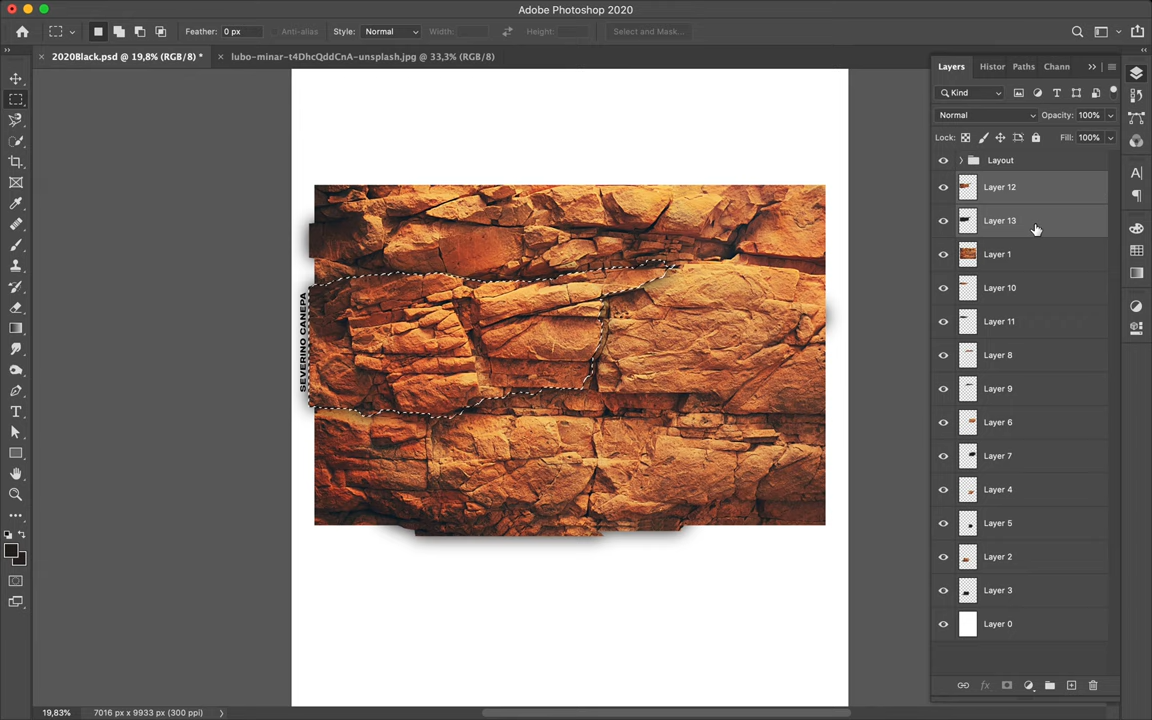 Adobe Photoshop 2020
Feather: 0 px Anti-alias Style: Normal Width: Height: Select and Mask...
2020Black.psd @ 19,8% (RGB/8) * lubo-minar-t4DhcQddCnA-unsplash.jpg @ 33,3% (RGB/8)
Layers Histor Paths Chann
Kind
Normal Opacity: 100%
Lock: Fill: 100%
Layout
Layer 12
Layer 13
Layer 1
Layer 10
Layer 11
Layer 8
Layer 9
Layer 6
Layer 7
Layer 4
Layer 5
Layer 2
Layer 3
Layer 0
SEVERINO CANEPA
19,83% 7016 px x 9933 px (300 ppi)